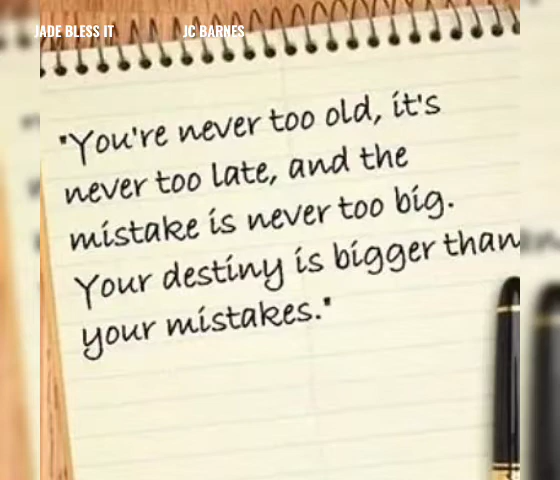 JADE BLESS IT JC BARNES
"You're never too old, it's
never too late, and the
mistake is never too big.
Your destiny is bigger than
your mistakes."